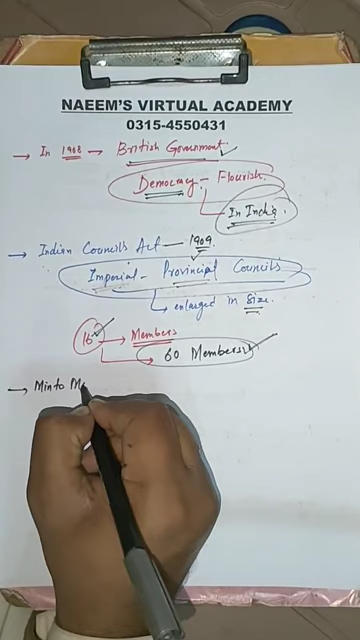 NAEEM'S VIRTUAL ACADEMY
0315-4550431
→ In 1908 → British Government
Democracy - Flourish.
In India.
→ Indian Councils Act — 1909
Imperial - Provincial Councils
enlarged in Size
16 → Members
60 Members
→ Minto M